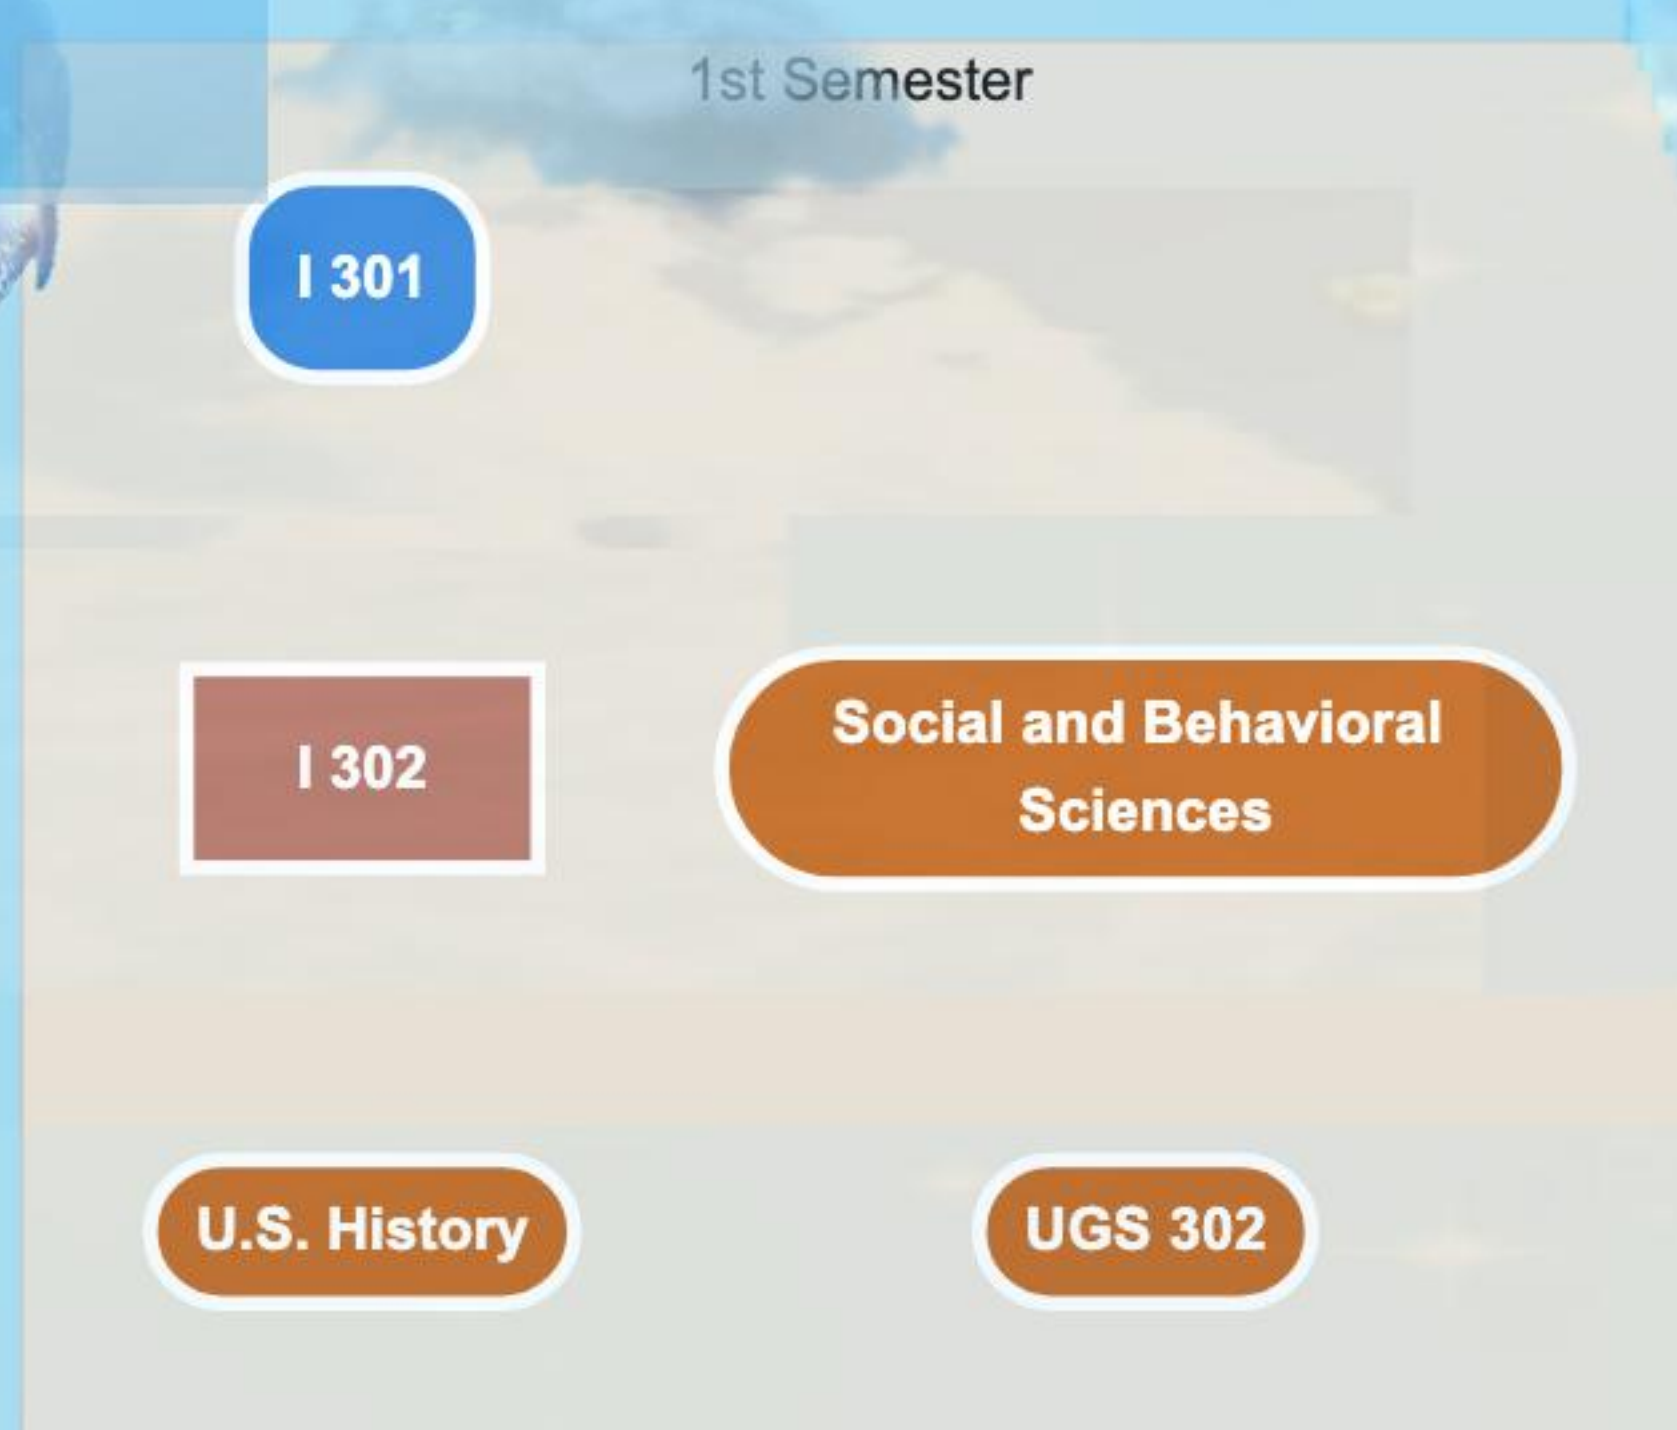 1st Semester
I 301
I 302
Social and Behavioral
Sciences
U.S. History
UGS 302